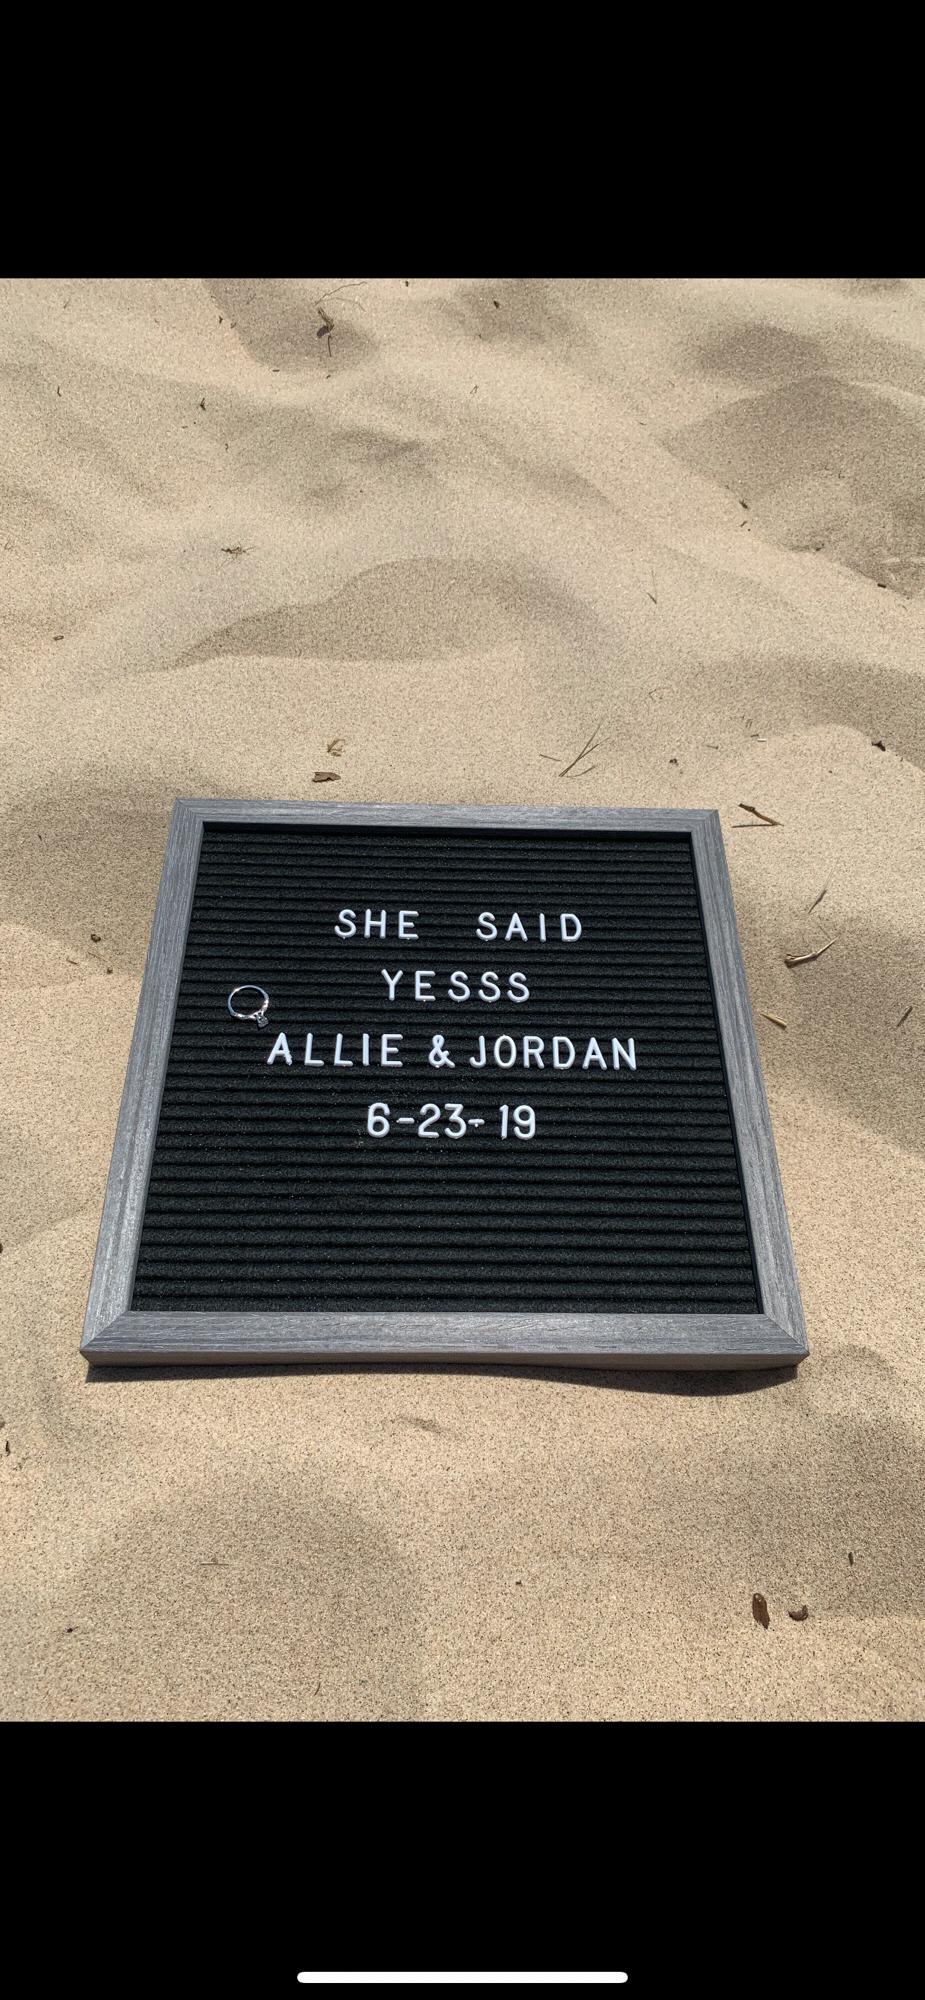 SHE SAID
YESSS
ALLIE & JORDAN
6-23-19